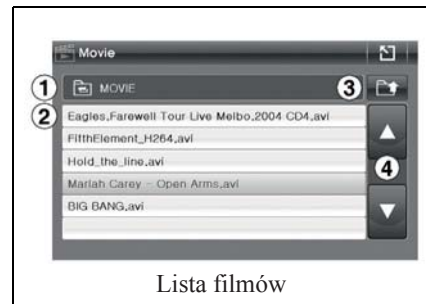 Movie
1 MOVIE 3
2 Eagles,Farewell Tour Live Melbo,2004 CD4,avi
FifthElement_H264,avi
Hold_the_line,avi
4
Mariah Carey - Open Arms,avi
BIG BANG,avi
Lista filmów